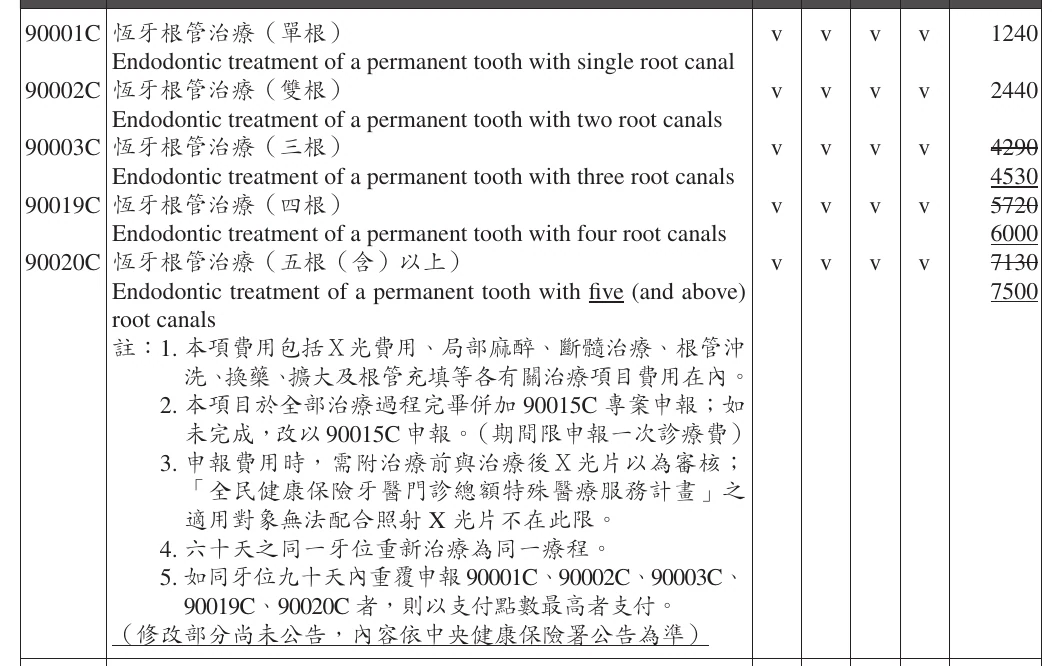 90001C 恆牙根管治療（單根） v v v v 1240
Endodontic treatment of a permanent tooth with single root canal
90002C 恆牙根管治療（雙根） v v v v 2440
Endodontic treatment of a permanent tooth with two root canals
90003C 恆牙根管治療（三根） v v v v 4290
Endodontic treatment of a permanent tooth with three root canals 4530
90019C 恆牙根管治療（四根） v v v v 5720
Endodontic treatment of a permanent tooth with four root canals 6000
90020C 恆牙根管治療（五根（含）以上） v v v v 7130
Endodontic treatment of a permanent tooth with five (and above) 7500
root canals
註：1. 本項費用包括X光費用、局部麻醉、斷髓治療、根管沖
洗、換藥、擴大及根管充填等各有關治療項目費用在內。
2. 本項目於全部治療過程完畢併加 90015C 專案申報；如
未完成，改以 90015C 申報。（期間限申報一次診療費）
3. 申報費用時，需附治療前與治療後X光片以為審核；
「全民健康保險牙醫門診總額特殊醫療服務計畫」之
適用對象無法配合照射 X 光片不在此限。
4. 六十天之同一牙位重新治療為同一療程。
5. 如同牙位九十天內重覆申報 90001C、90002C、90003C、
90019C、90020C 者，則以支付點數最高者支付。
（修改部分尚未公告，內容依中央健康保險署公告為準）